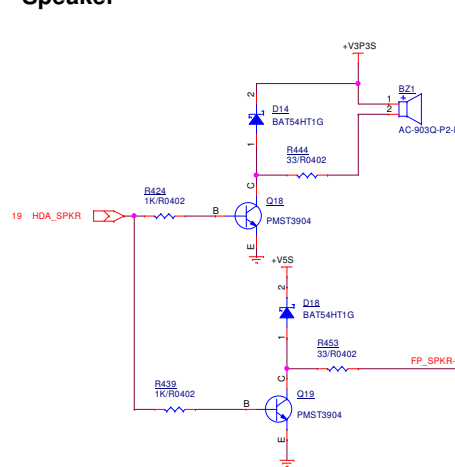 Speaker
+V3P3S
BZ1
1
+
2
AC-903Q-P2-
2
D14
BAT54HT1G
1
R444
33/R0402
R424
1K/R0402
C
19 HDA_SPKR
B
Q18
PMST3904
E
+V5S
2
D18
BAT54HT1G
1
R453
33/R0402
FP_SPKR-
R439
1K/R0402
C
B
Q19
PMST3904
E